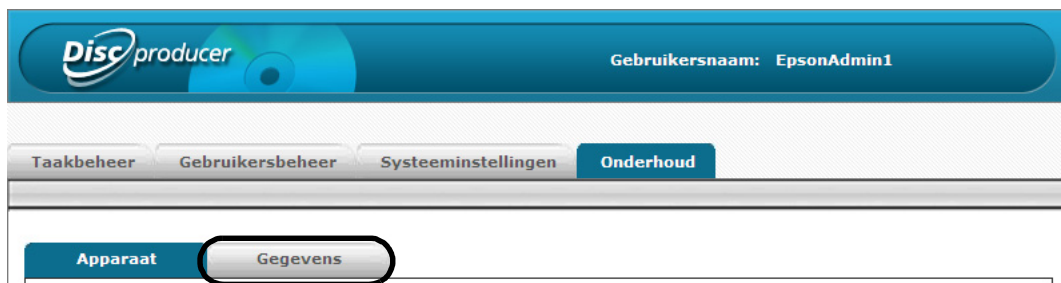 Disc producer
Gebruikersnaam: EpsonAdmin1
Taakbeheer Gebruikersbeheer Systeeminstellingen Onderhoud
Apparaat Gegevens